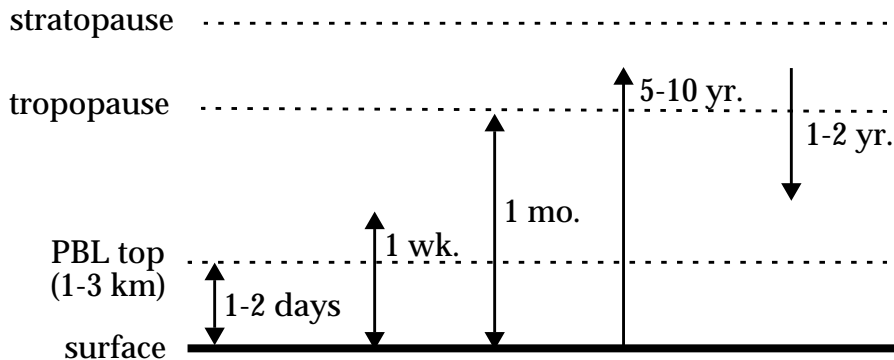 stratopause
5-10 yr.
tropopause
1-2 yr.
1 mo.
PBL top
(1-3 km)
1 wk.
1-2 days
surface